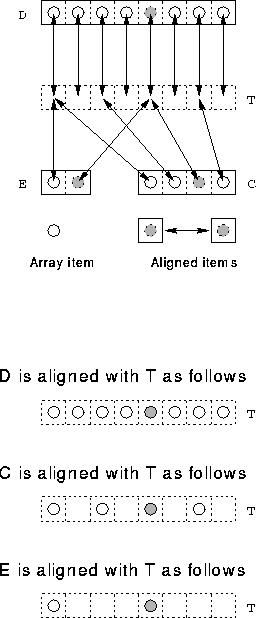 D
T
E
C
Array item
Aligned items
D is aligned with T as follows
T
C is aligned with T as follows
T
E is aligned with T as follows
T